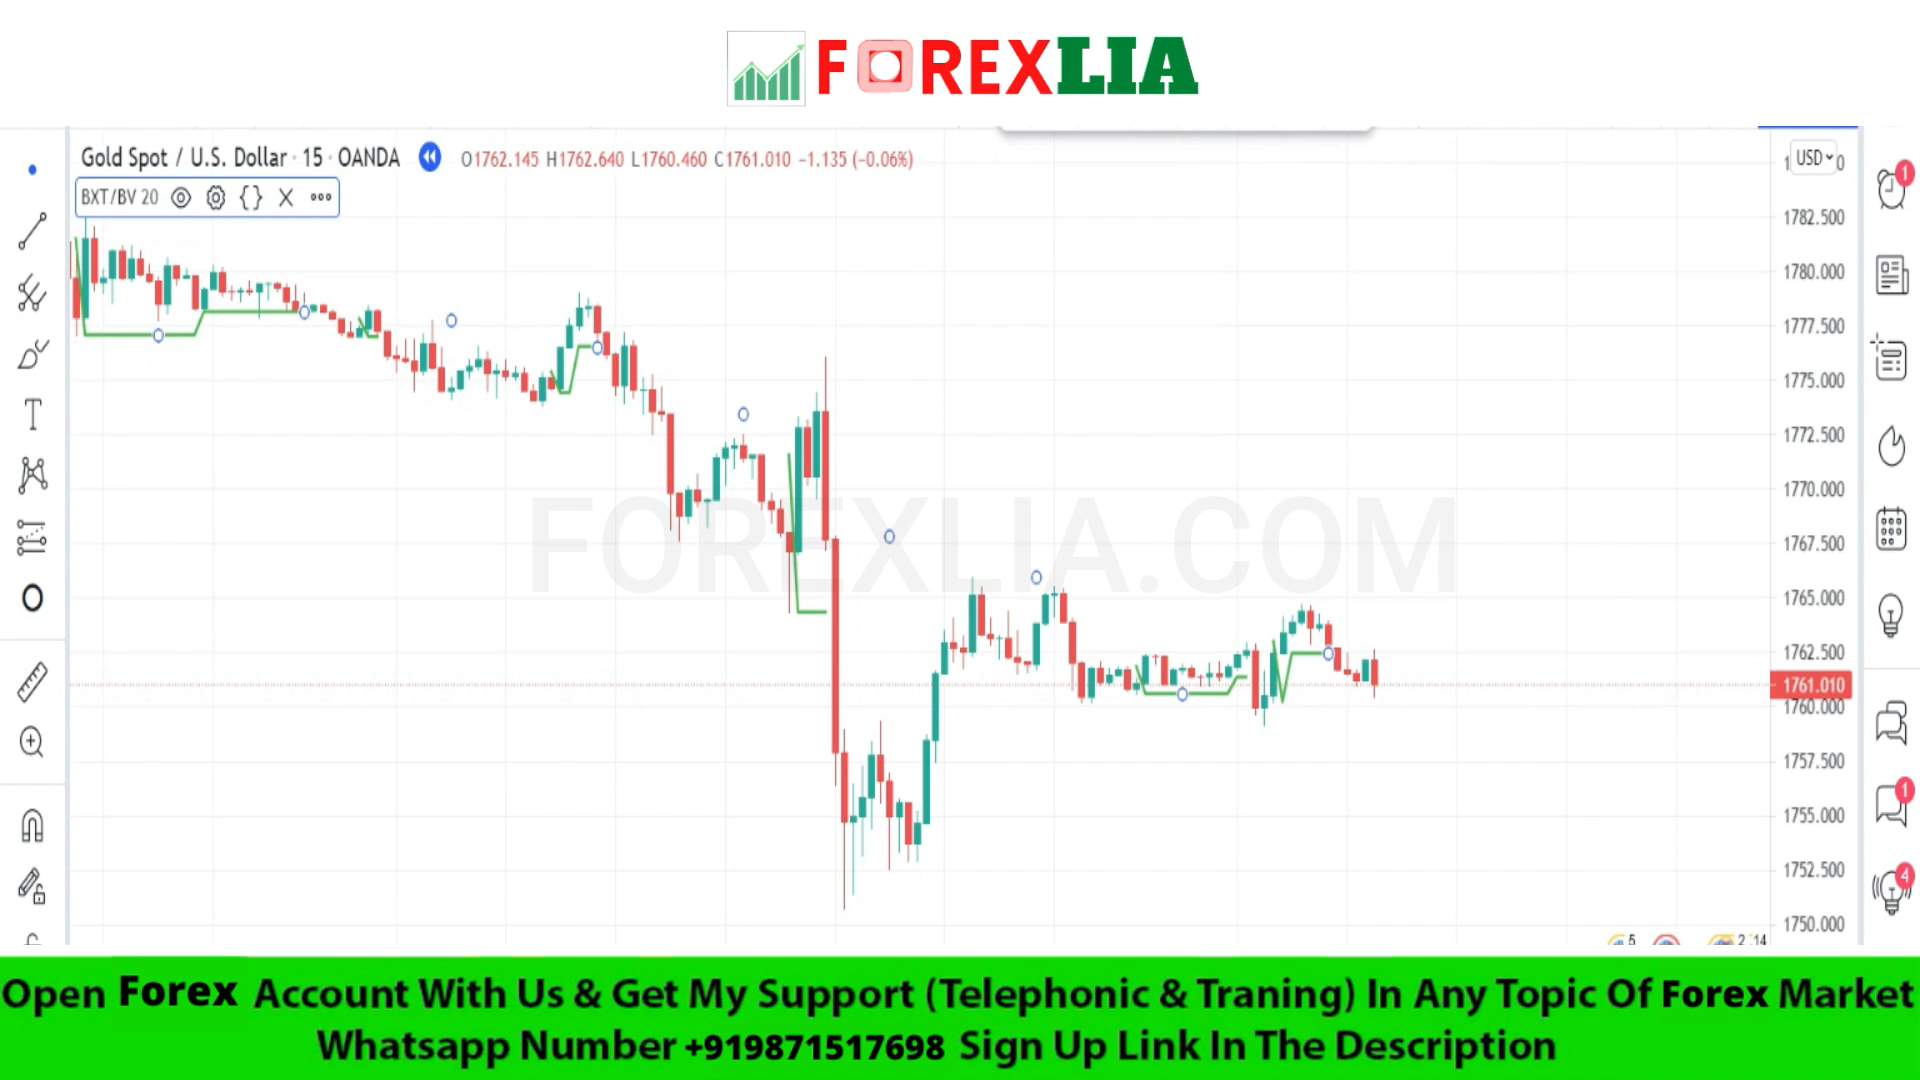 FOREXLIA
Gold Spot / U.S. Dollar · 15 · OANDA O1762.145 H1762.640 L1760.460 C1761.010 −1.135 (−0.06%)
BXT/BV 20
USD
1782.500
1780.000
1777.500
1775.000
1772.500
1770.000
1767.500
1765.000
1762.500
1761.010
1760.000
1757.500
1755.000
1752.500
1750.000
FOREXLIA.COM
1
1
4
5
Open Forex Account With Us & Get My Support (Telephonic & Traning) In Any Topic Of Forex Market
Whatsapp Number +919871517698 Sign Up Link In The Description